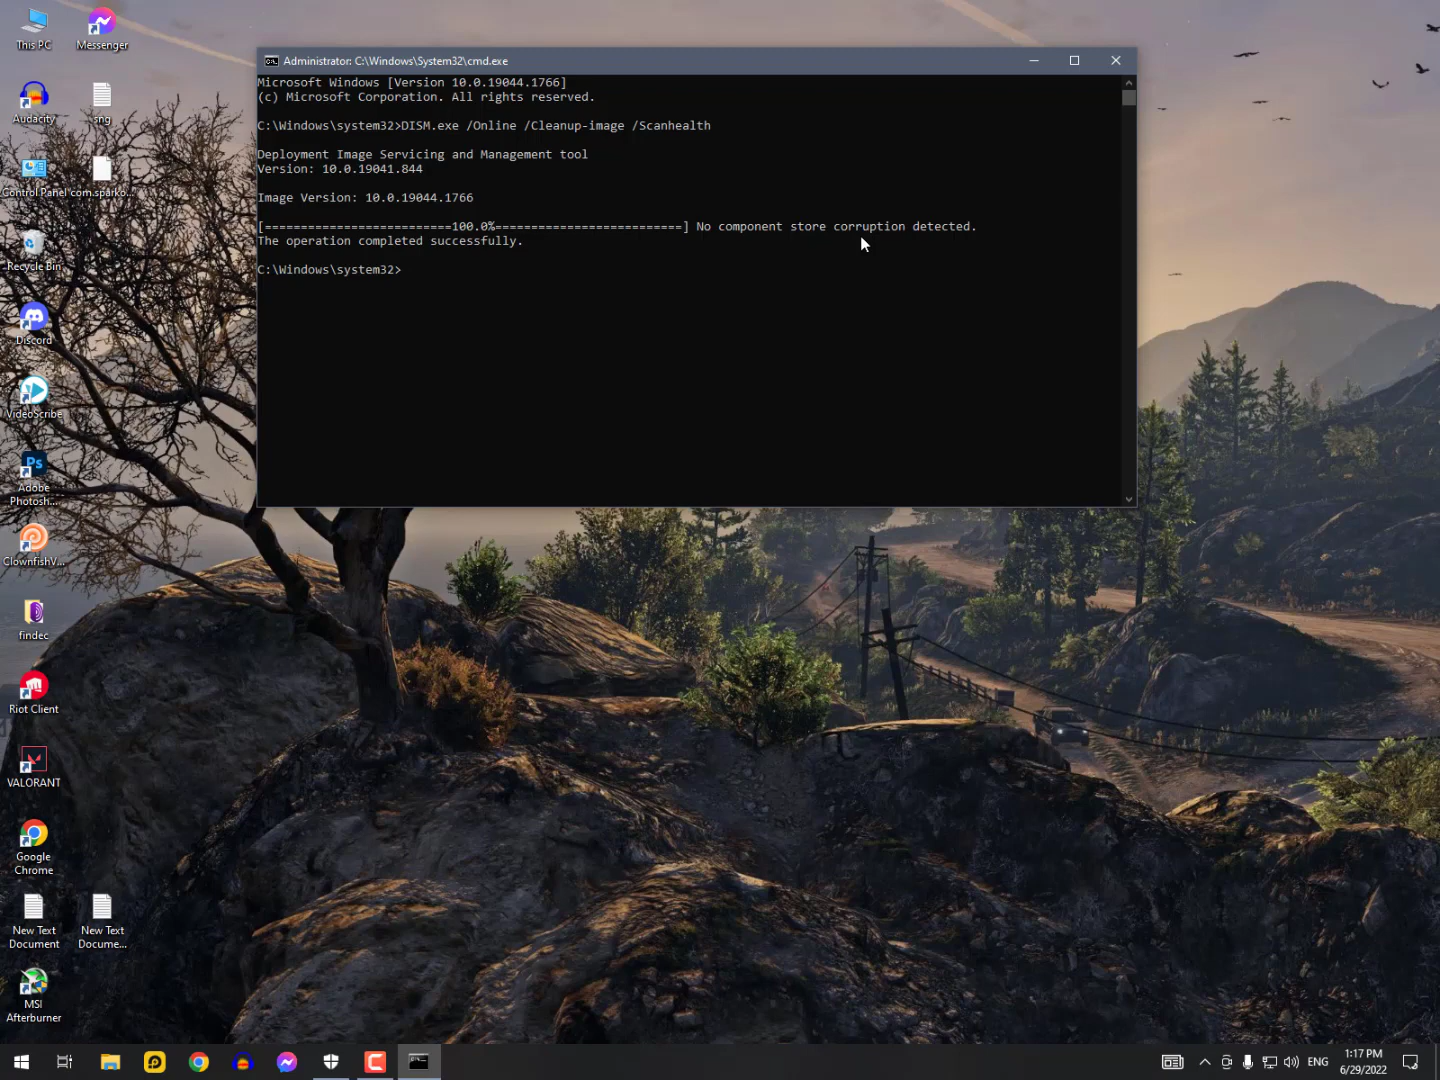 This PC
Messenger
Audacity
sng
Control Panel
com.sparko...
Recycle Bin
Discord
VideoScribe
Ps
Adobe
Photosh...
ClownfishV...
findec
Riot Client
VALORANT
Google
Chrome
New Text
Document
New Text
Docume...
MSI
Afterburner
Administrator: C:\Windows\System32\cmd.exe
Microsoft Windows [Version 10.0.19044.1766]
(c) Microsoft Corporation. All rights reserved.
C:\Windows\system32>DISM.exe /Online /Cleanup-image /Scanhealth
Deployment Image Servicing and Management tool
Version: 10.0.19041.844
Image Version: 10.0.19044.1766
[==========================100.0%==========================] No component store corruption detected.
The operation completed successfully.
C:\Windows\system32>
ENG
1:17 PM
6/29/2022